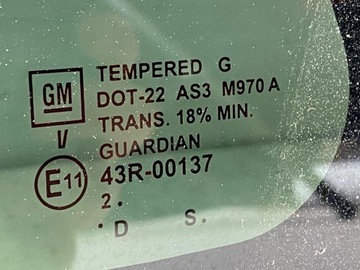 GM
TEMPERED G
DOT-22 AS3 M970 A
TRANS. 18% MIN.
V
GUARDIAN
E11
43R-00137
2.
. D S.